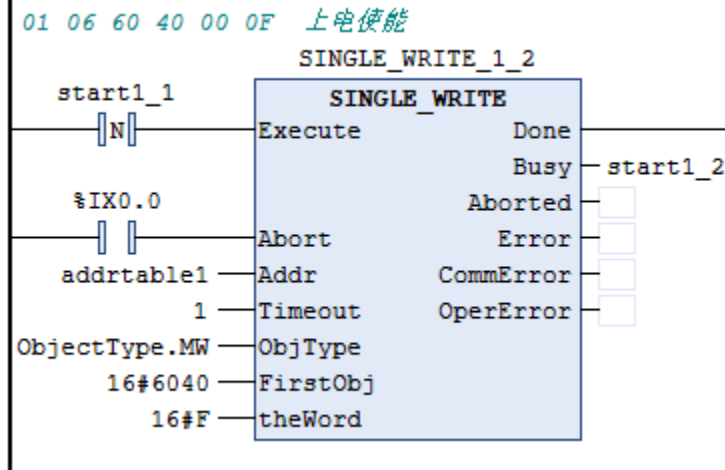 01 06 60 40 00 0F 上电使能
SINGLE_WRITE_1_2
start1_1
SINGLE_WRITE
N
Execute
Done
Busy
start1_2
%IX0.0
Aborted
Abort
Error
addrtable1
Addr
CommError
1
Timeout
OperError
ObjectType.MW
ObjType
16#6040
FirstObj
16#F
theWord